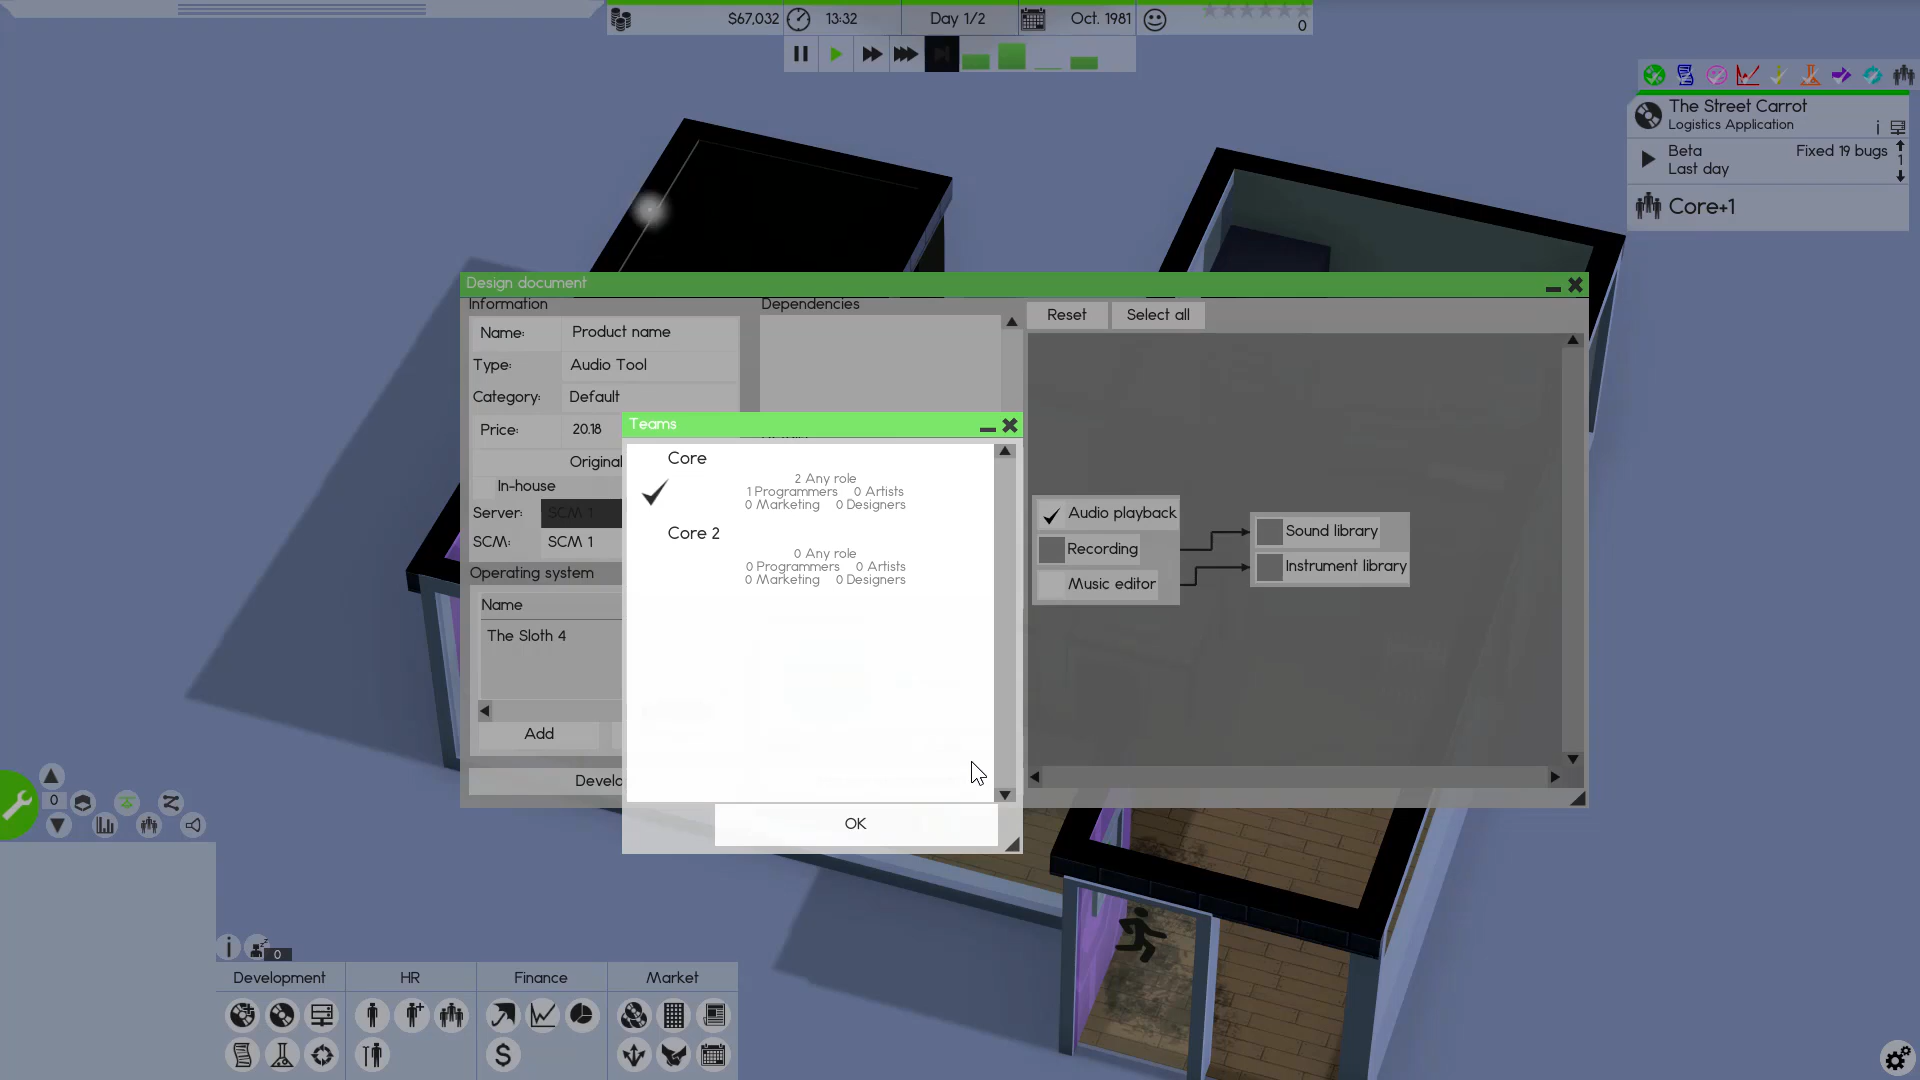 $67,032
13:32
Day 1/2
Oct. 1981
0
The Street Carrot
Logistics Application
i
Beta
Fixed 19 bugs
Last day
1
Core+1
Design document
Information
Name: Product name
Type: Audio Tool
Category: Default
Price: 20.18
Original
In-house
Server: SCM 1
SCM: SCM 1
Operating system
Name
The Sloth 4
Add
Develo
Dependencies
Reset
Select all
Audio playback
Recording
Music editor
Sound library
Instrument library
Teams
Core
2 Any role
1 Programmers 0 Artists
0 Marketing 0 Designers
Core 2
0 Any role
0 Programmers 0 Artists
0 Marketing 0 Designers
OK
0
i
0
Development
HR
Finance
Market
$